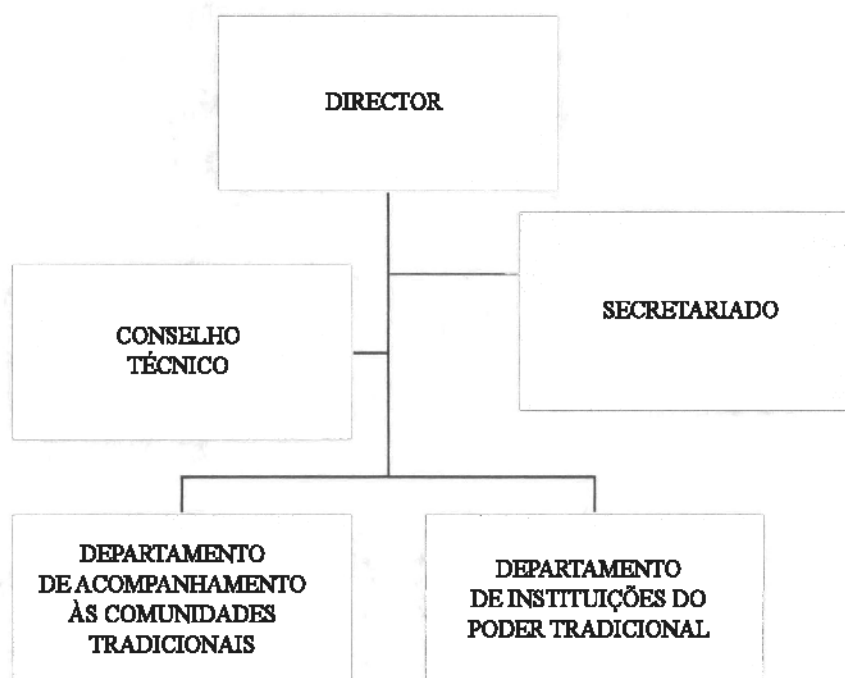 DIRECTOR
SECRETARIADO
CONSELHO
TÉCNICO
DEPARTAMENTO
DE ACOMPANHAMENTO
ÀS COMUNIDADES
TRADICIONAIS
DEPARTAMENTO
DE INSTITUIÇÕES DO
PODER TRADICIONAL